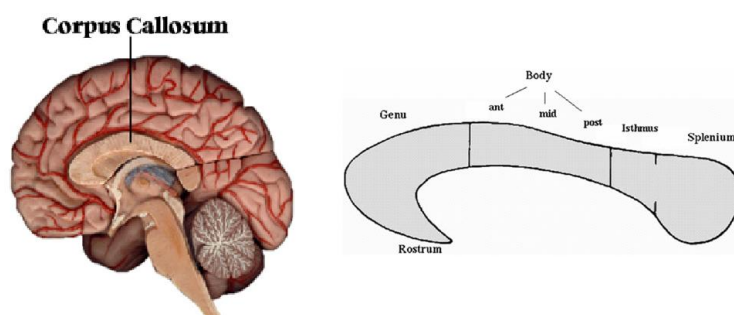 Corpus Callosum
Body
ant
mid
post
Genu
Isthmus
Splenium
Rostrum